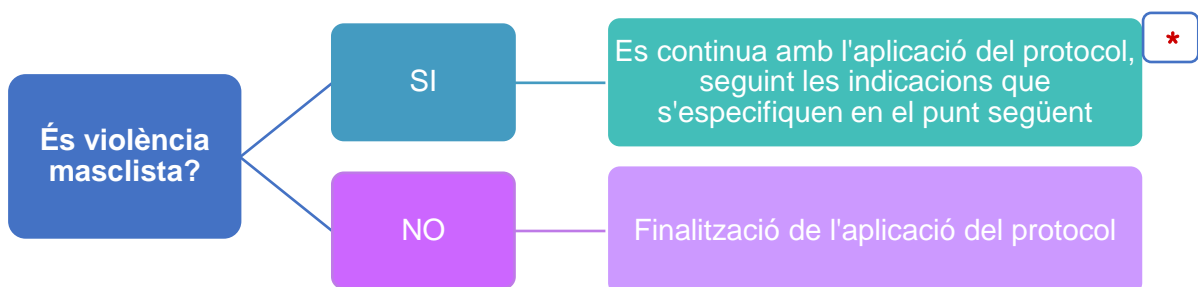 És violència
masclista?
SI
Es continua amb l'aplicació del protocol,
seguint les indicacions que
s'especifiquen en el punt següent
*
NO
Finalització de l'aplicació del protocol